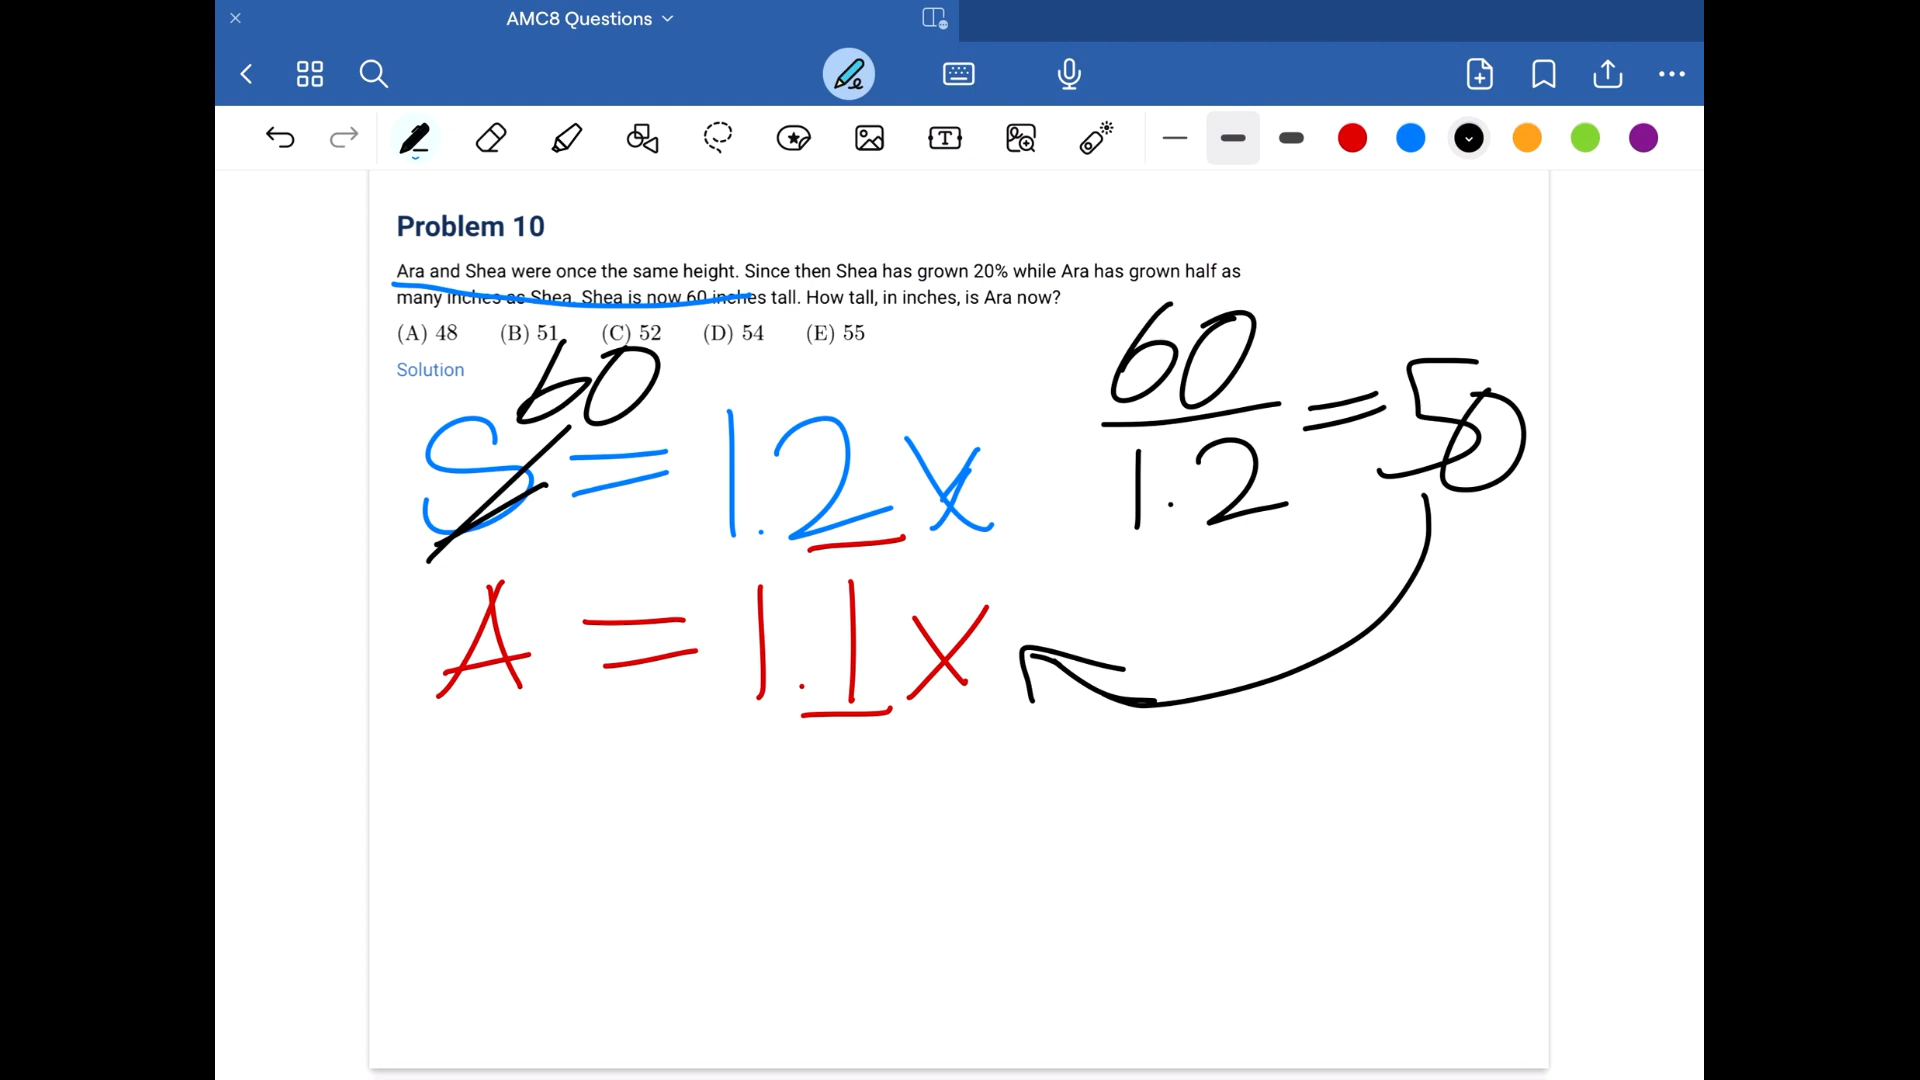 AMC8 Questions
Problem 10
Ara and Shea were once the same height. Since then Shea has grown 20% while Ara has grown half as
many inches as Shea. Shea is now 60 inches tall. How tall, in inches, is Ara now?
(A) 48 (B) 51 (C) 52 (D) 54 (E) 55
Solution
60
S = 1.2x
60
1.2
= 50
A = 1.1x